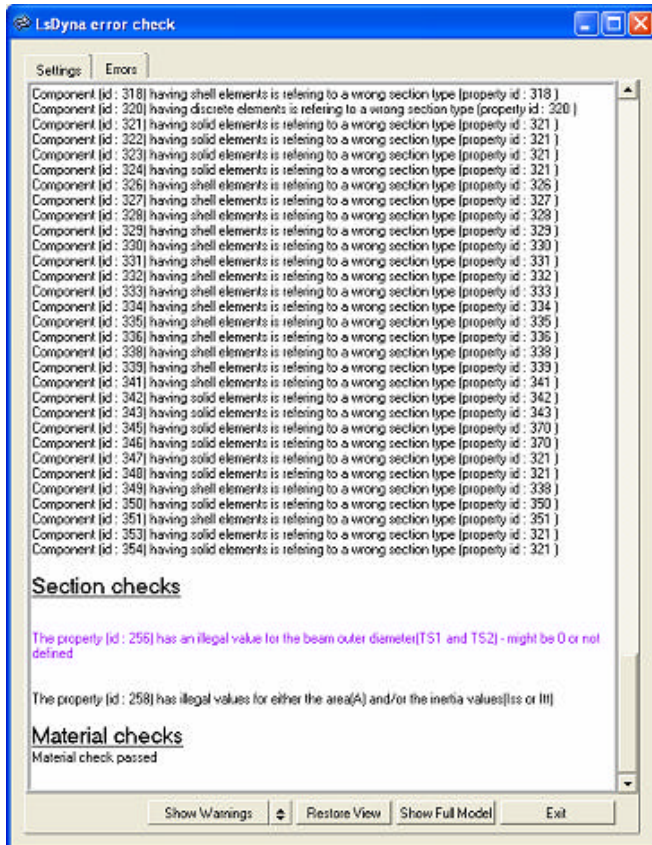 LsDyna error check
Settings
Errors
Component (id : 318) having shell elements is refering to a wrong section type (property id : 318 )
Component (id : 320) having discrete elements is refering to a wrong section type (property id : 320 )
Component (id : 321) having solid elements is refering to a wrong section type (property id : 321 )
Component (id : 322) having solid elements is refering to a wrong section type (property id : 321 )
Component (id : 323) having solid elements is refering to a wrong section type (property id : 321 )
Component (id : 324) having solid elements is refering to a wrong section type (property id : 321 )
Component (id : 326) having shell elements is refering to a wrong section type (property id : 326 )
Component (id : 327) having shell elements is refering to a wrong section type (property id : 327 )
Component (id : 328) having shell elements is refering to a wrong section type (property id : 328 )
Component (id : 329) having shell elements is refering to a wrong section type (property id : 329 )
Component (id : 330) having shell elements is refering to a wrong section type (property id : 330 )
Component (id : 331) having shell elements is refering to a wrong section type (property id : 331 )
Component (id : 332) having shell elements is refering to a wrong section type (property id : 332 )
Component (id : 333) having shell elements is refering to a wrong section type (property id : 333 )
Component (id : 334) having shell elements is refering to a wrong section type (property id : 334 )
Component (id : 335) having shell elements is refering to a wrong section type (property id : 335 )
Component (id : 336) having shell elements is refering to a wrong section type (property id : 336 )
Component (id : 338) having shell elements is refering to a wrong section type (property id : 338 )
Component (id : 339) having shell elements is refering to a wrong section type (property id : 339 )
Component (id : 341) having shell elements is refering to a wrong section type (property id : 341 )
Component (id : 342) having solid elements is refering to a wrong section type (property id : 342 )
Component (id : 343) having solid elements is refering to a wrong section type (property id : 343 )
Component (id : 345) having solid elements is refering to a wrong section type (property id : 370 )
Component (id : 346) having solid elements is refering to a wrong section type (property id : 370 )
Component (id : 347) having solid elements is refering to a wrong section type (property id : 321 )
Component (id : 348) having solid elements is refering to a wrong section type (property id : 321 )
Component (id : 349) having shell elements is refering to a wrong section type (property id : 338 )
Component (id : 350) having solid elements is refering to a wrong section type (property id : 350 )
Component (id : 351) having shell elements is refering to a wrong section type (property id : 351 )
Component (id : 353) having solid elements is refering to a wrong section type (property id : 321 )
Component (id : 354) having solid elements is refering to a wrong section type (property id : 321 )
Section checks
The property (id : 256) has an illegal value for the beam outer diameter(TS1 and TS2) - might be 0 or not
defined
The property (id : 258) has illegal values for either the area(A) and/or the inertia values(Iss or Itt)
Material checks
Material check passed
Show Warnings
Restore View
Show Full Model
Exit